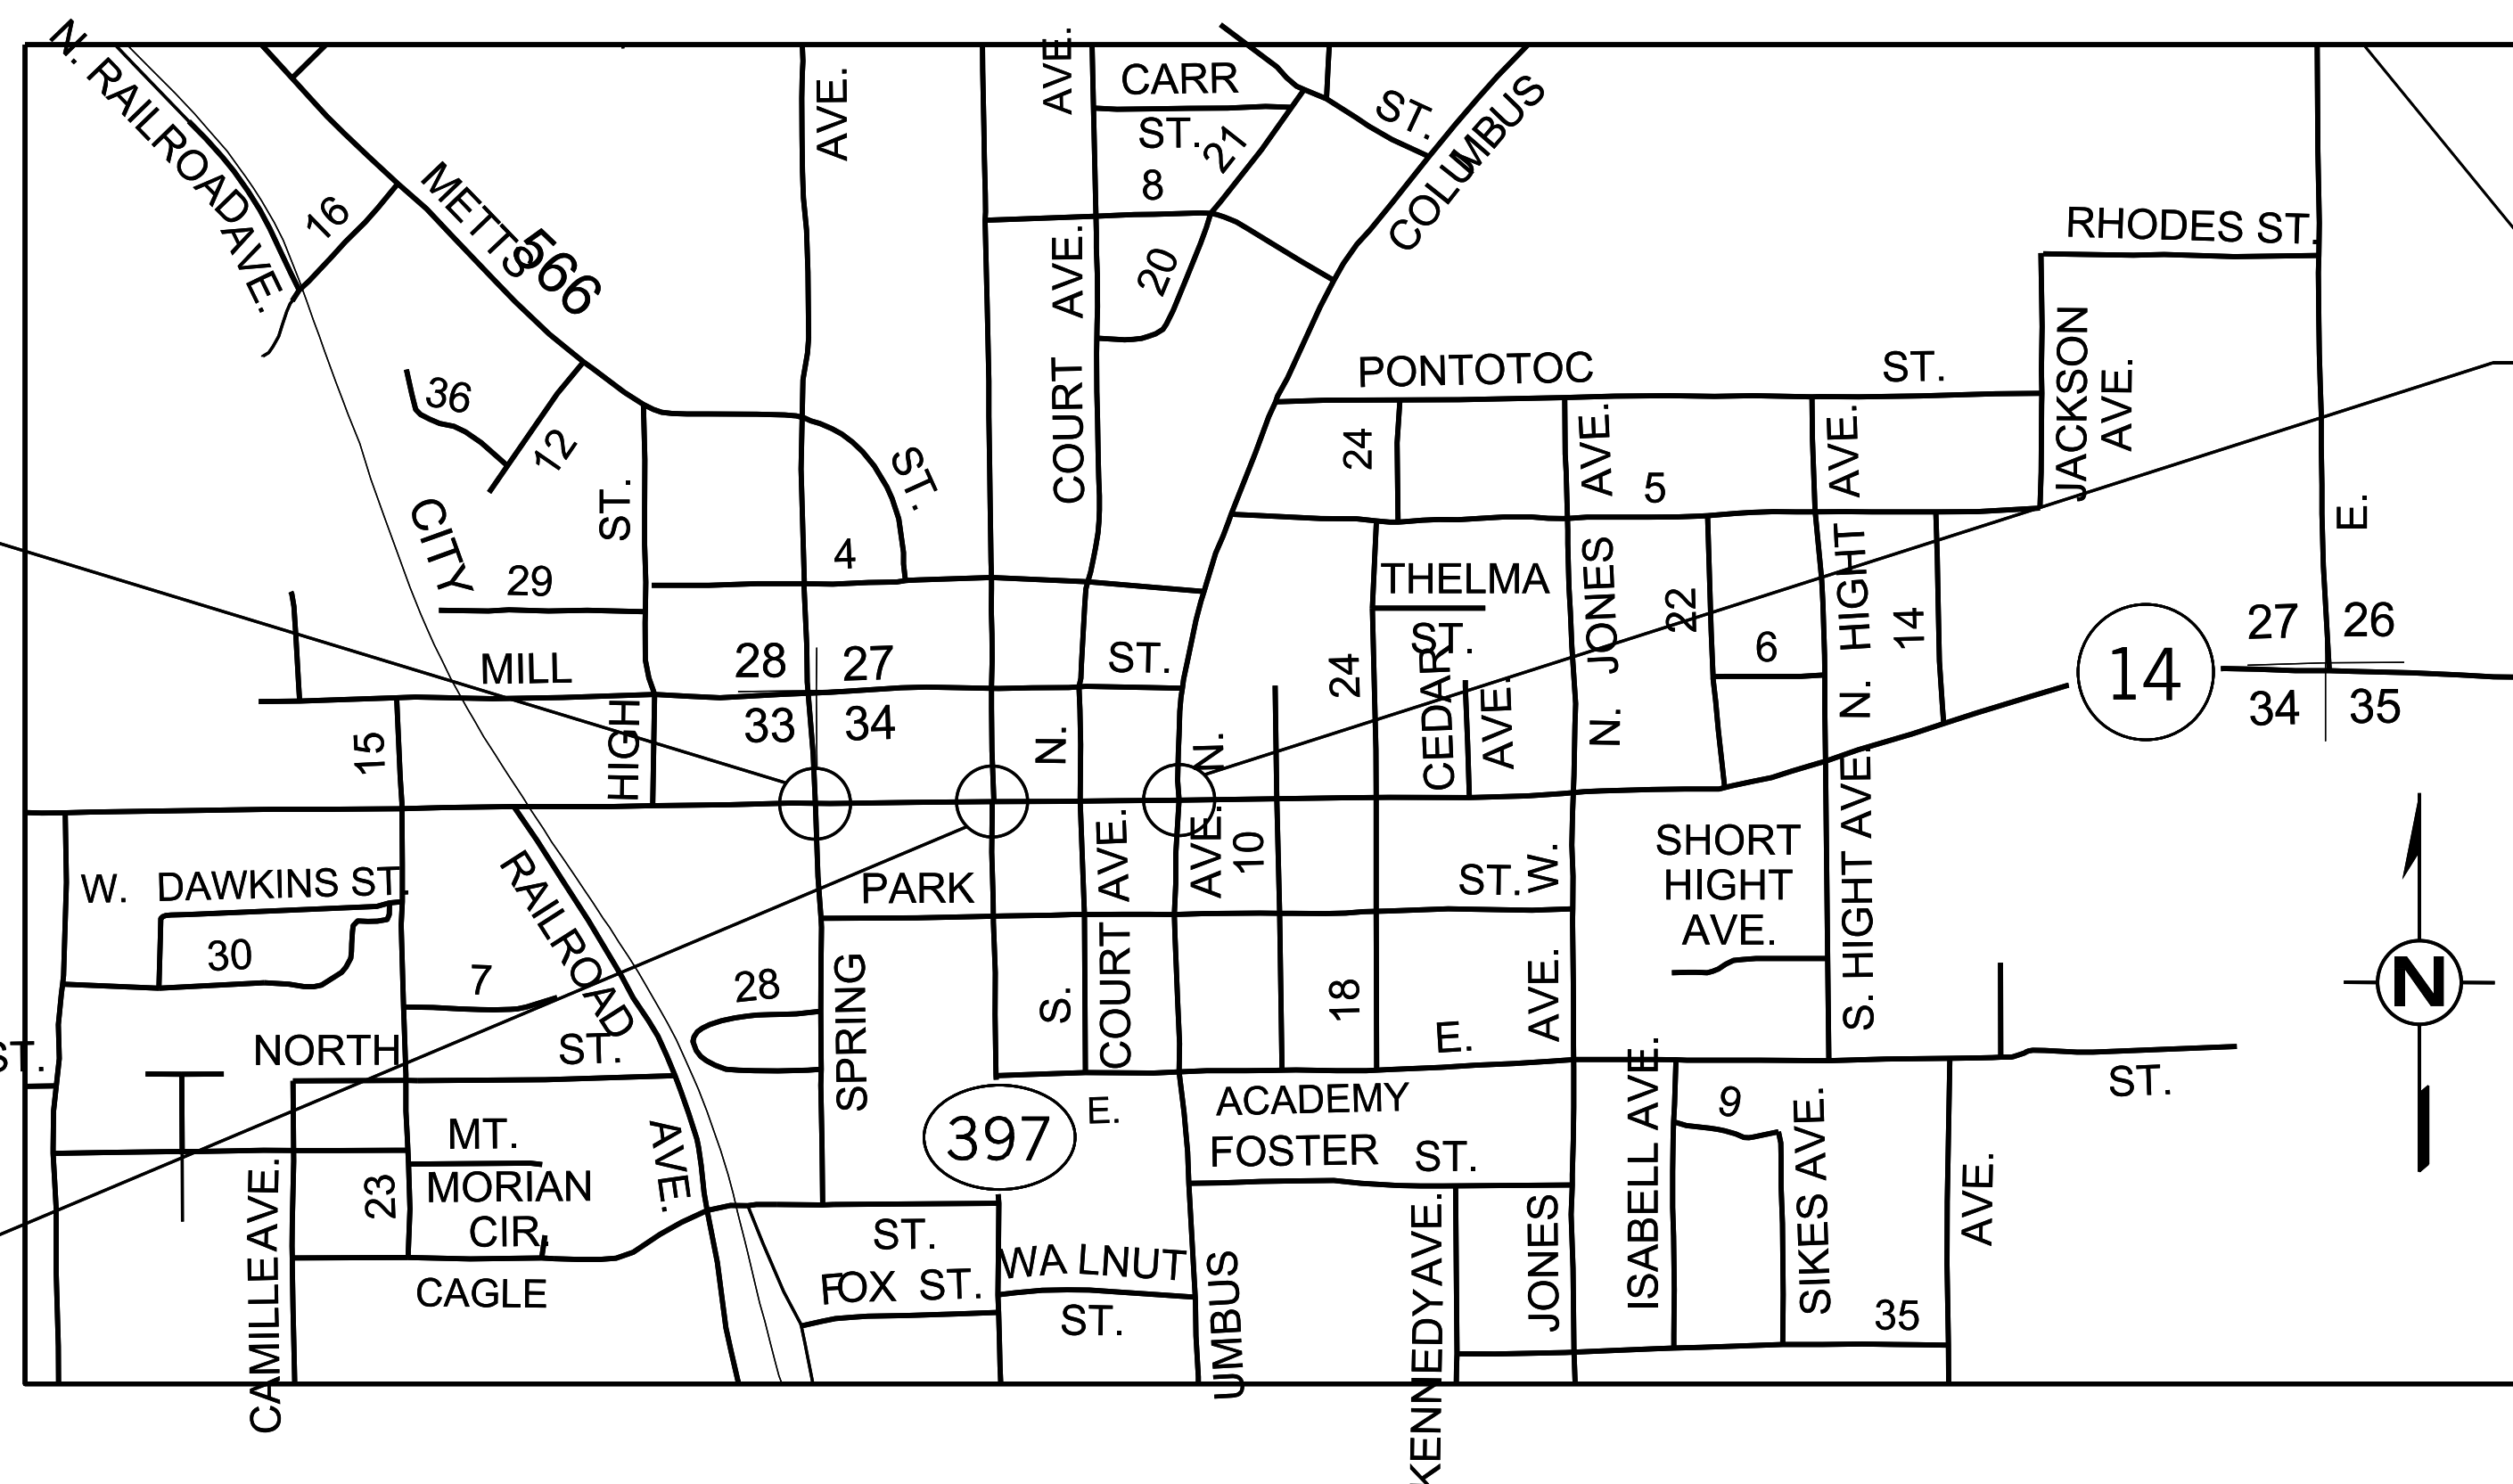 N. RAILROAD AVE.
16
METTS
566
AVE.
AVE.
CARR
ST.
8
21
20
ST.
COLUMBUS
RHODES ST.
36
12
ST.
CITY
29
ST.
4
COURT AVE.
PONTOTOC ST.
JACKSON
AVE.
24
AVE.
5
AVE.
E.
THELMA
ST.
N. JONES
22
6
N. HIGHT
14
14
27 26
34 35
MILL ST.
28 27
33 34
15
HIGH
N.
N.
24
CEDAR
AVE.
W. DAWKINS ST.
30
7
RAILROAD
AVE.
PARK ST.
AVE.
AVE.
10
W.
SHORT
HIGHT
AVE.
S. HIGHT AVE.
N
28
SPRING
S.
COURT
18
E.
AVE.
ST.
NORTH ST.
MT.
MORIAN
CIR.
23
CAMILLE AVE.
CAGLE
ST.
397
E.
ACADEMY
ST.
FOSTER ST.
FOX ST.
WALNUT
ST.
UMBUS
KENNEDY AVE.
JONES
ISABELL AVE.
9
SIKES AVE.
35
AVE.